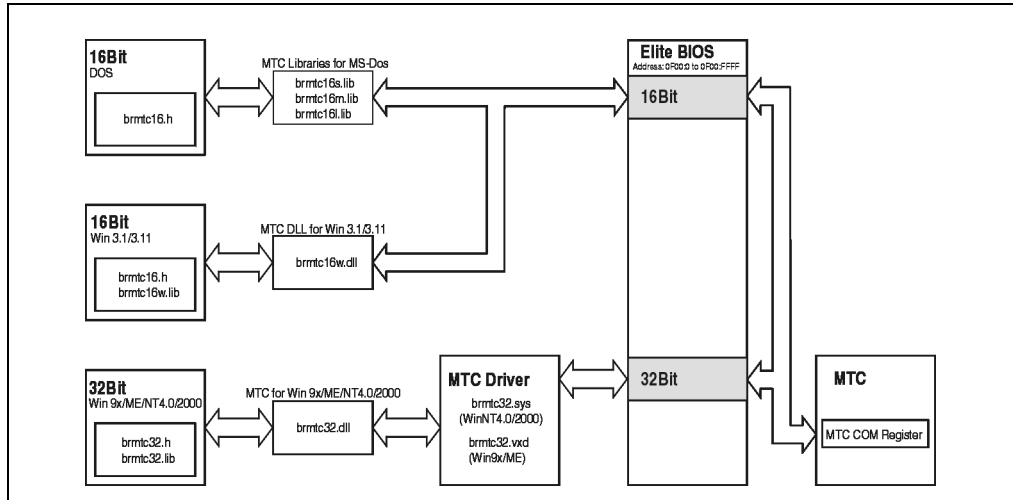 16Bit
DOS
brmtc16.h
MTC Libraries for MS-Dos
brmtc16s.lib
brmtc16m.lib
brmtc16l.lib
Elite BIOS
Address: 0F00:0 to 0F00:FFFF
16Bit
16Bit
Win 3.1/3.11
brmtc16.h
brmtc16w.lib
MTC DLL for Win 3.1/3.11
brmtc16w.dll
32Bit
Win 9x/ME/NT4.0/2000
brmtc32.h
brmtc32.lib
MTC for Win 9x/ME/NT4.0/2000
brmtc32.dll
MTC Driver
brmtc32.sys
(WinNT4.0/2000)
brmtc32.vxd
(Win9x/ME)
32Bit
MTC
MTC COM Register